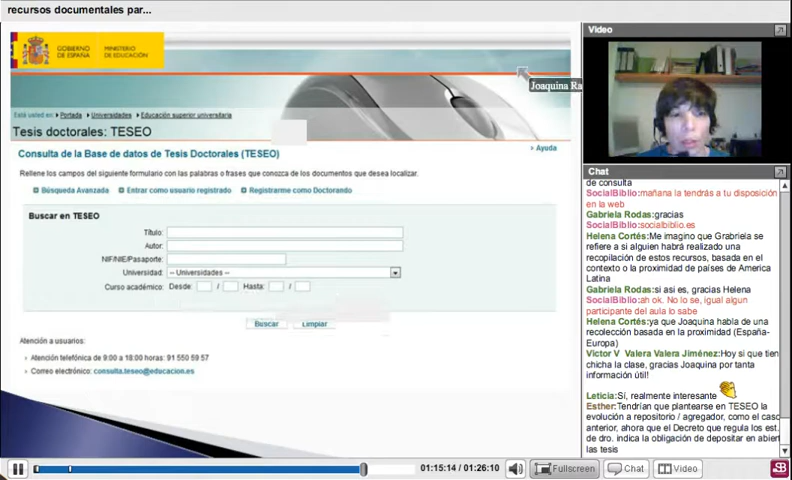 recursos documentales par...
GOBIERNO
DE ESPAÑA
MINISTERIO
DE EDUCACIÓN
Joaquina Ra
Está usted en: Portada Universidades Educación superior universitaria
Tesis doctorales: TESEO
Ayuda
Consulta de la Base de datos de Tesis Doctorales (TESEO)
Rellene los campos del siguiente formulario con las palabras o frases que conozca de los documentos que desea localizar.
Búsqueda Avanzada Entrar como usuario registrado Registrarme como Doctorando
Buscar en TESEO
Título:
Autor:
NIF/NIE/Pasaporte:
Universidad: -- Universidades --
Curso académico: Desde: / Hasta: /
Buscar Limpiar
Atención a usuarios:
Atención telefónica de 9:00 a 18:00 horas: 91 550 59 57
Correo electrónico: consulta.teseo@educacion.es
Video
Chat
de consulta
SocialBiblio:mañana la tendrás a tu disposición
en la web
Gabriela Rodas:gracias
SocialBiblio:socialbiblio.es
Helena Cortés:Me imagino que Grabriela se
refiere a si alguien habrá realizado una
recopilación de estos recursos, basada en el
contexto o la proximidad de países de America
Latina
Gabriela Rodas:si asi es, gracias Helena
SocialBiblio:ah ok. No lo se, igual algun
participante del aula lo sabe
Helena Cortés:ya que Joaquina habla de una
recolección basada en la proximidad (España-
Europa)
Victor V Valera Valera Jiménez:Hoy si que tien
chicha la clase, gracias Joaquina por tanta
información útil!
Leticia:Sí, realmente interesante
Esther:Tendrían que plantearse en TESEO la
evolución a repositorio / agregador, como el caso
anterior, ahora que el Decreto que regula los est.
de dro. indica la obligación de depositar en abiert
las tesis
01:15:14 / 01:26:10
Fullscreen
Chat
Video
SB